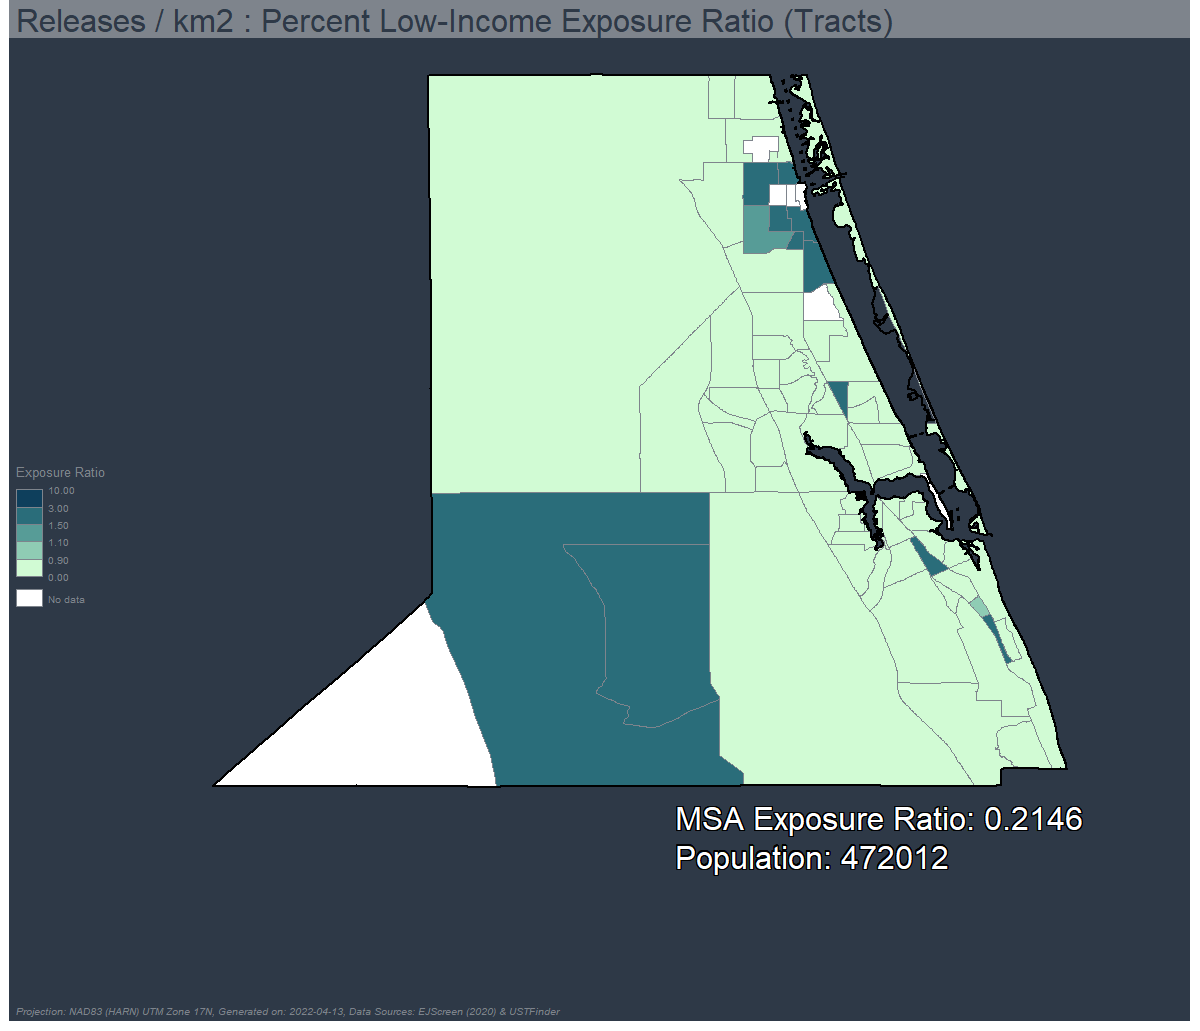 Releases / km2 : Percent Low-Income Exposure Ratio (Tracts)
Exposure Ratio
10.00
3.00
1.50
1.10
0.90
0.00
No data
MSA Exposure Ratio: 0.2146
Population: 472012
Projection: NAD83 (HARN) UTM Zone 17N, Generated on: 2022-04-13, Data Sources: EJScreen (2020) & USTFinder